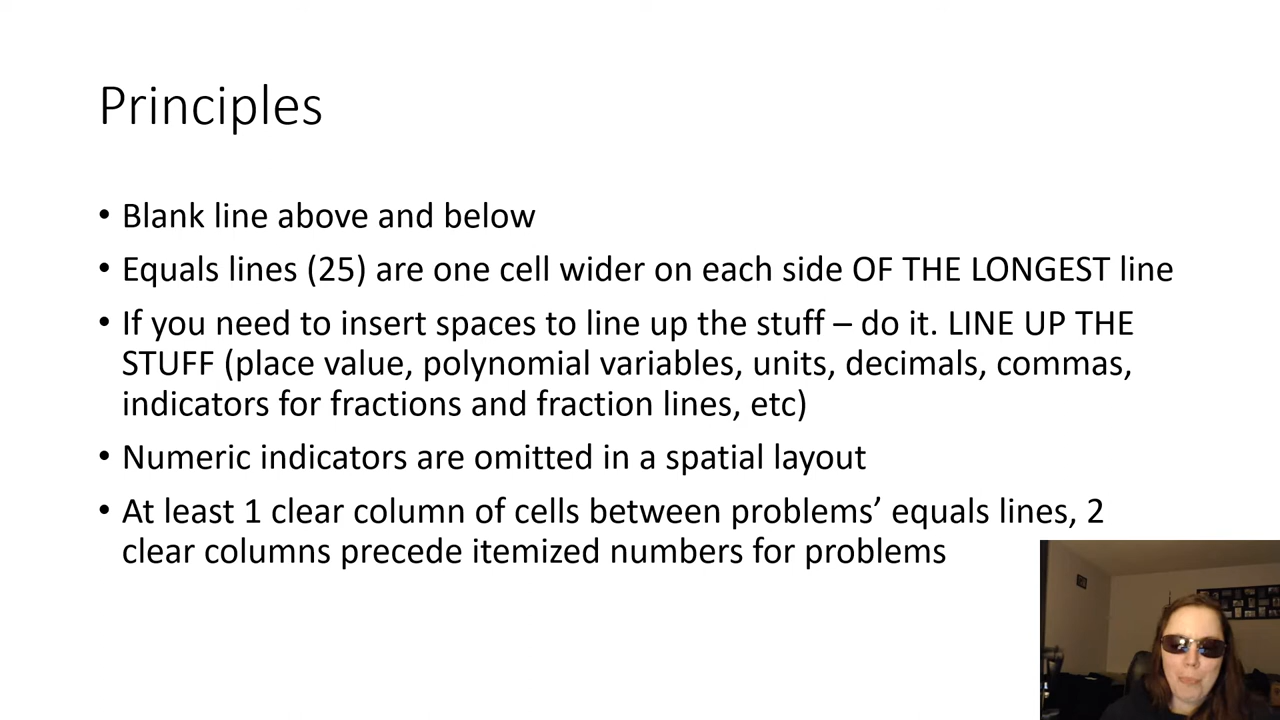 Principles
• Blank line above and below
• Equals lines (25) are one cell wider on each side OF THE LONGEST line
• If you need to insert spaces to line up the stuff – do it. LINE UP THE
STUFF (place value, polynomial variables, units, decimals, commas,
indicators for fractions and fraction lines, etc)
• Numeric indicators are omitted in a spatial layout
• At least 1 clear column of cells between problems’ equals lines, 2
clear columns precede itemized numbers for problems